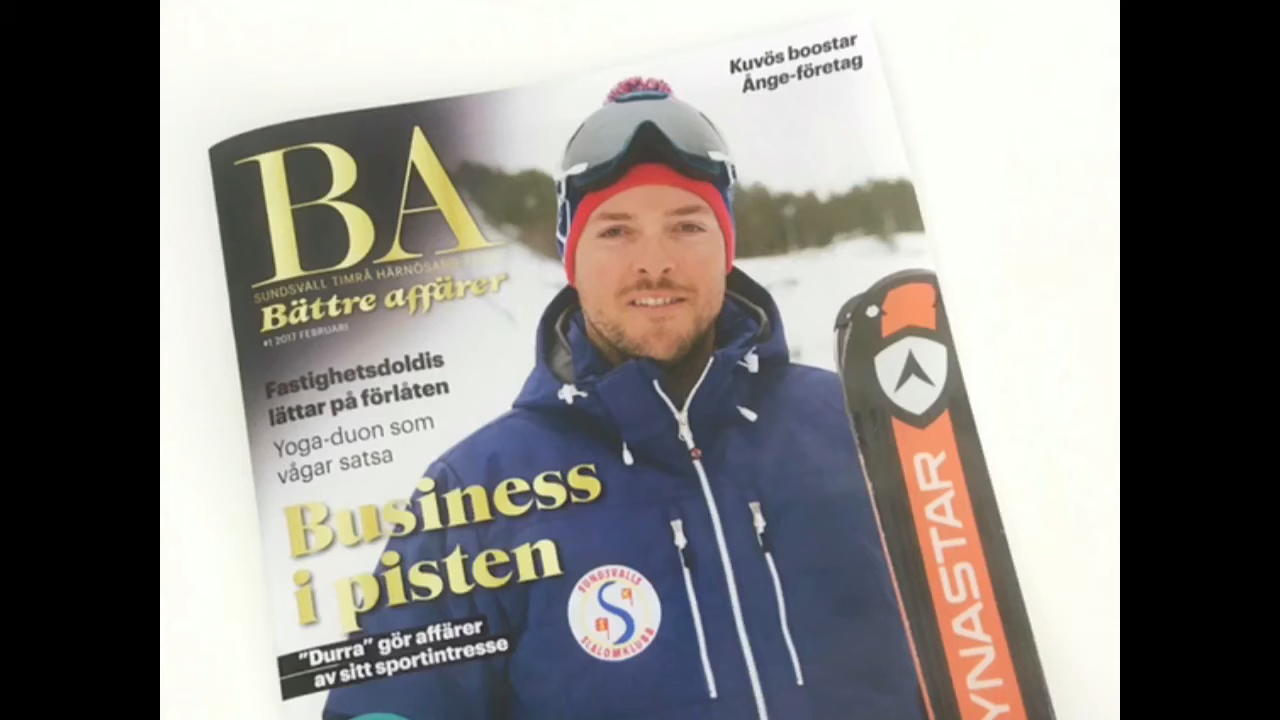 Kuvös boostar
Ånge-företag
BA
SUNDSVALL TIMRÅ HÄRNÖSAND
Bättre affärer
#1 2017 FEBRUARI
Fastighetsdoldis
lättar på förlåten
Yoga-duon som
vågar satsa
Business
i pisten
"Durra" gör affärer
av sitt sportintresse
SUNDSVALLS
S
SLALOMKLUBB
YNASTAR